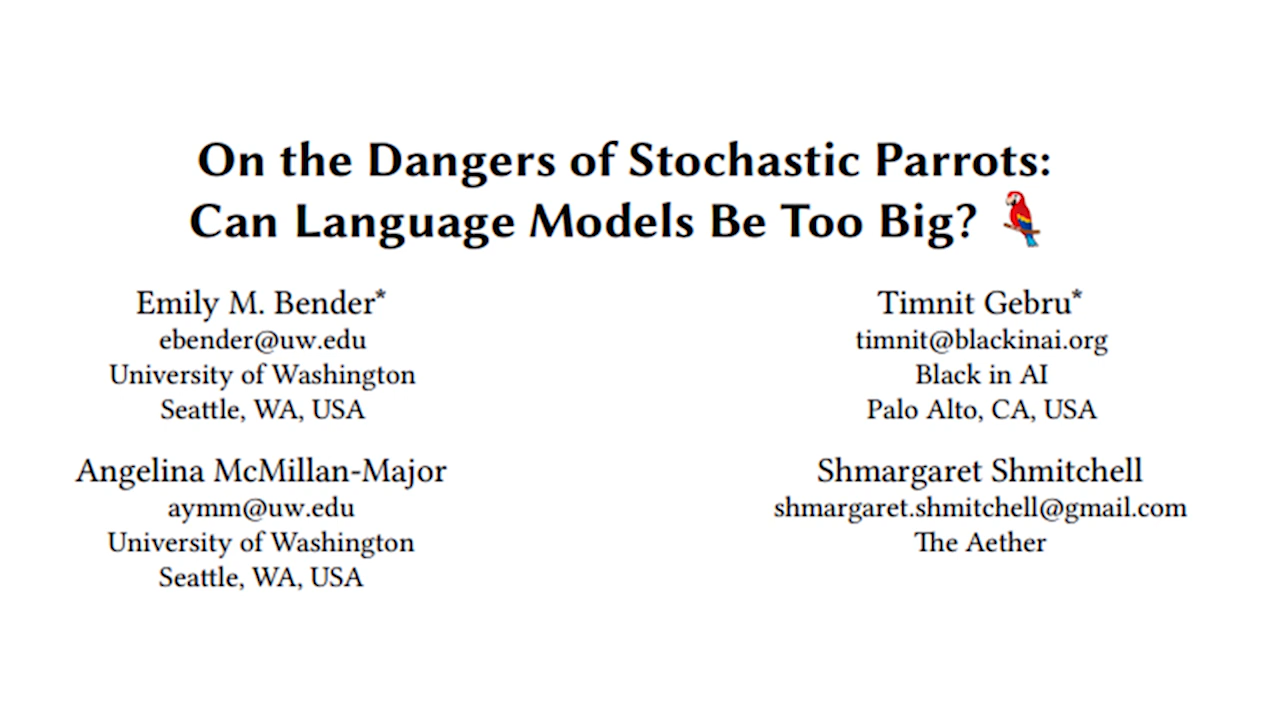 On the Dangers of Stochastic Parrots:
Can Language Models Be Too Big? 🦜
Emily M. Bender*
ebender@uw.edu
University of Washington
Seattle, WA, USA
Timnit Gebru*
timnit@blackinai.org
Black in AI
Palo Alto, CA, USA
Angelina McMillan-Major
aymm@uw.edu
University of Washington
Seattle, WA, USA
Shmargaret Shmitchell
shmargaret.shmitchell@gmail.com
The Aether